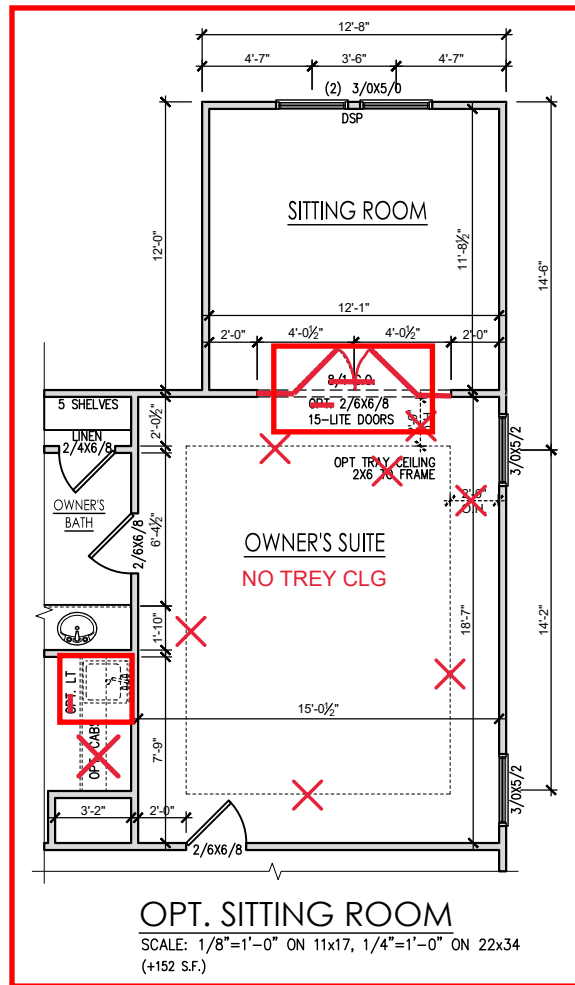 12'-8"
4'-7" 3'-6" 4'-7"
(2) 3/0X5/0
DSP
SITTING ROOM
12'-0"
11'-8½"
14'-6"
12'-1"
2'-0" 4'-0½" 4'-0½" 2'-0"
OPT. 2/6X6/8
15-LITE DOORS
5 SHELVES
LINEN
2/4X6/8
2'-0½"
OPT TRAY CEILING
2X6 TO FRAME
3/0X5/2
2'-0"
OWNER'S
BATH
2/6X6/8
6'-4½"
OWNER'S SUITE
NO TREY CLG
18'-7"
14'-2"
1'-10"
OPT. LT
15'-0½"
OPT CABS
7'-9"
3'-2" 2'-0"
2/6X6/8
3/0X5/2
OPT. SITTING ROOM
SCALE: 1/8"=1'-0" ON 11x17, 1/4"=1'-0" ON 22x34
(+152 S.F.)